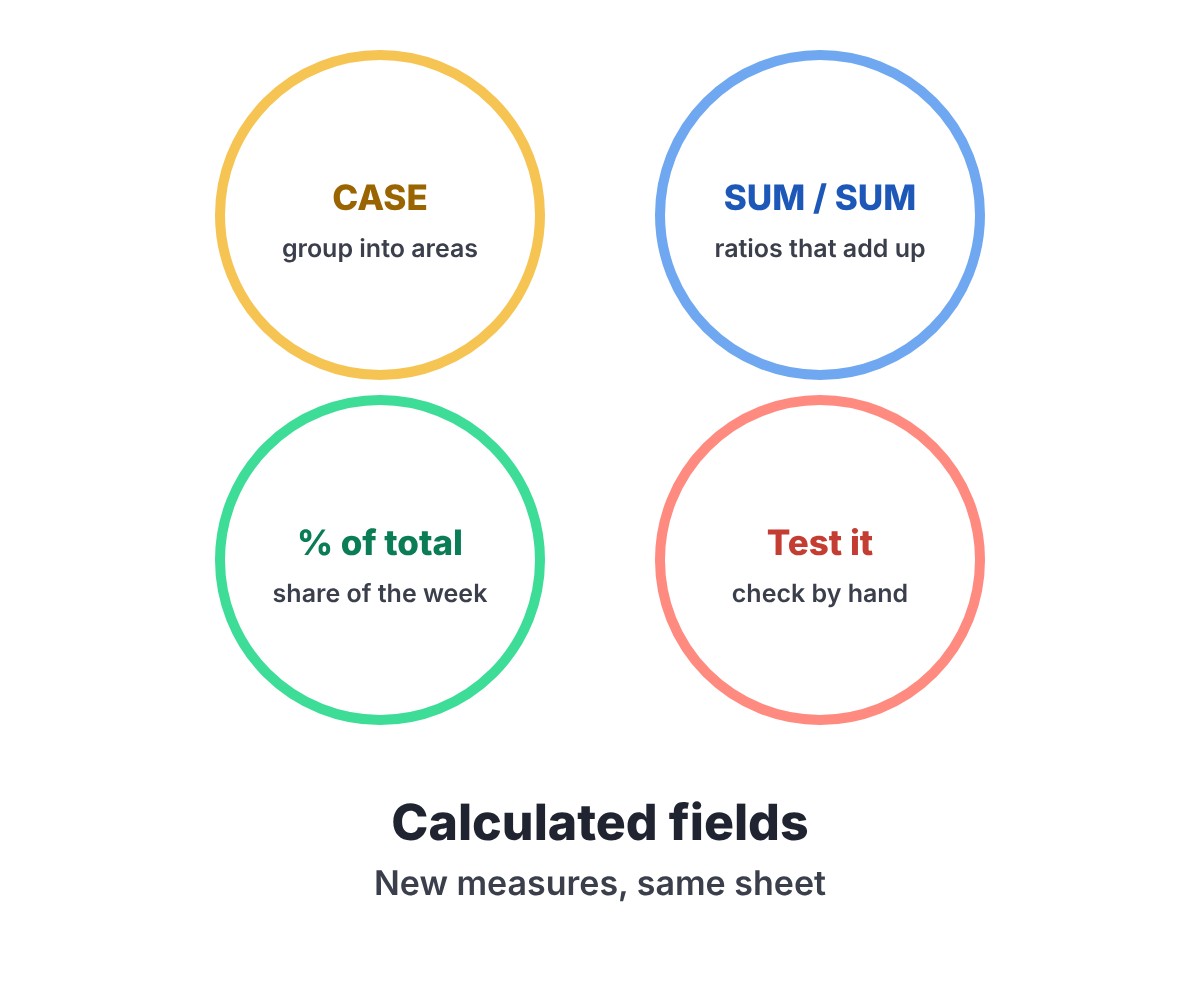 CASE
group into areas
SUM / SUM
ratios that add up
% of total
share of the week
Test it
check by hand
Calculated fields
New measures, same sheet